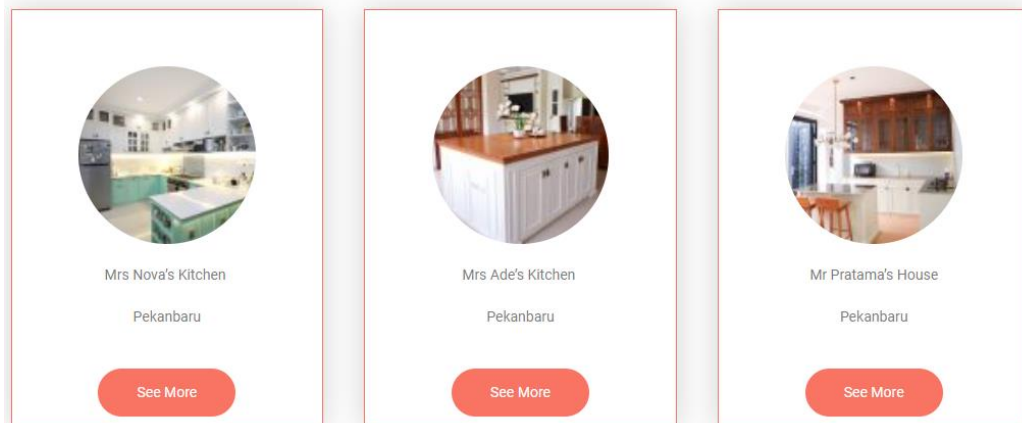 Mrs Nova's Kitchen
Pekanbaru
See More
Mrs Ade's Kitchen
Pekanbaru
See More
Mr Pratama's House
Pekanbaru
See More